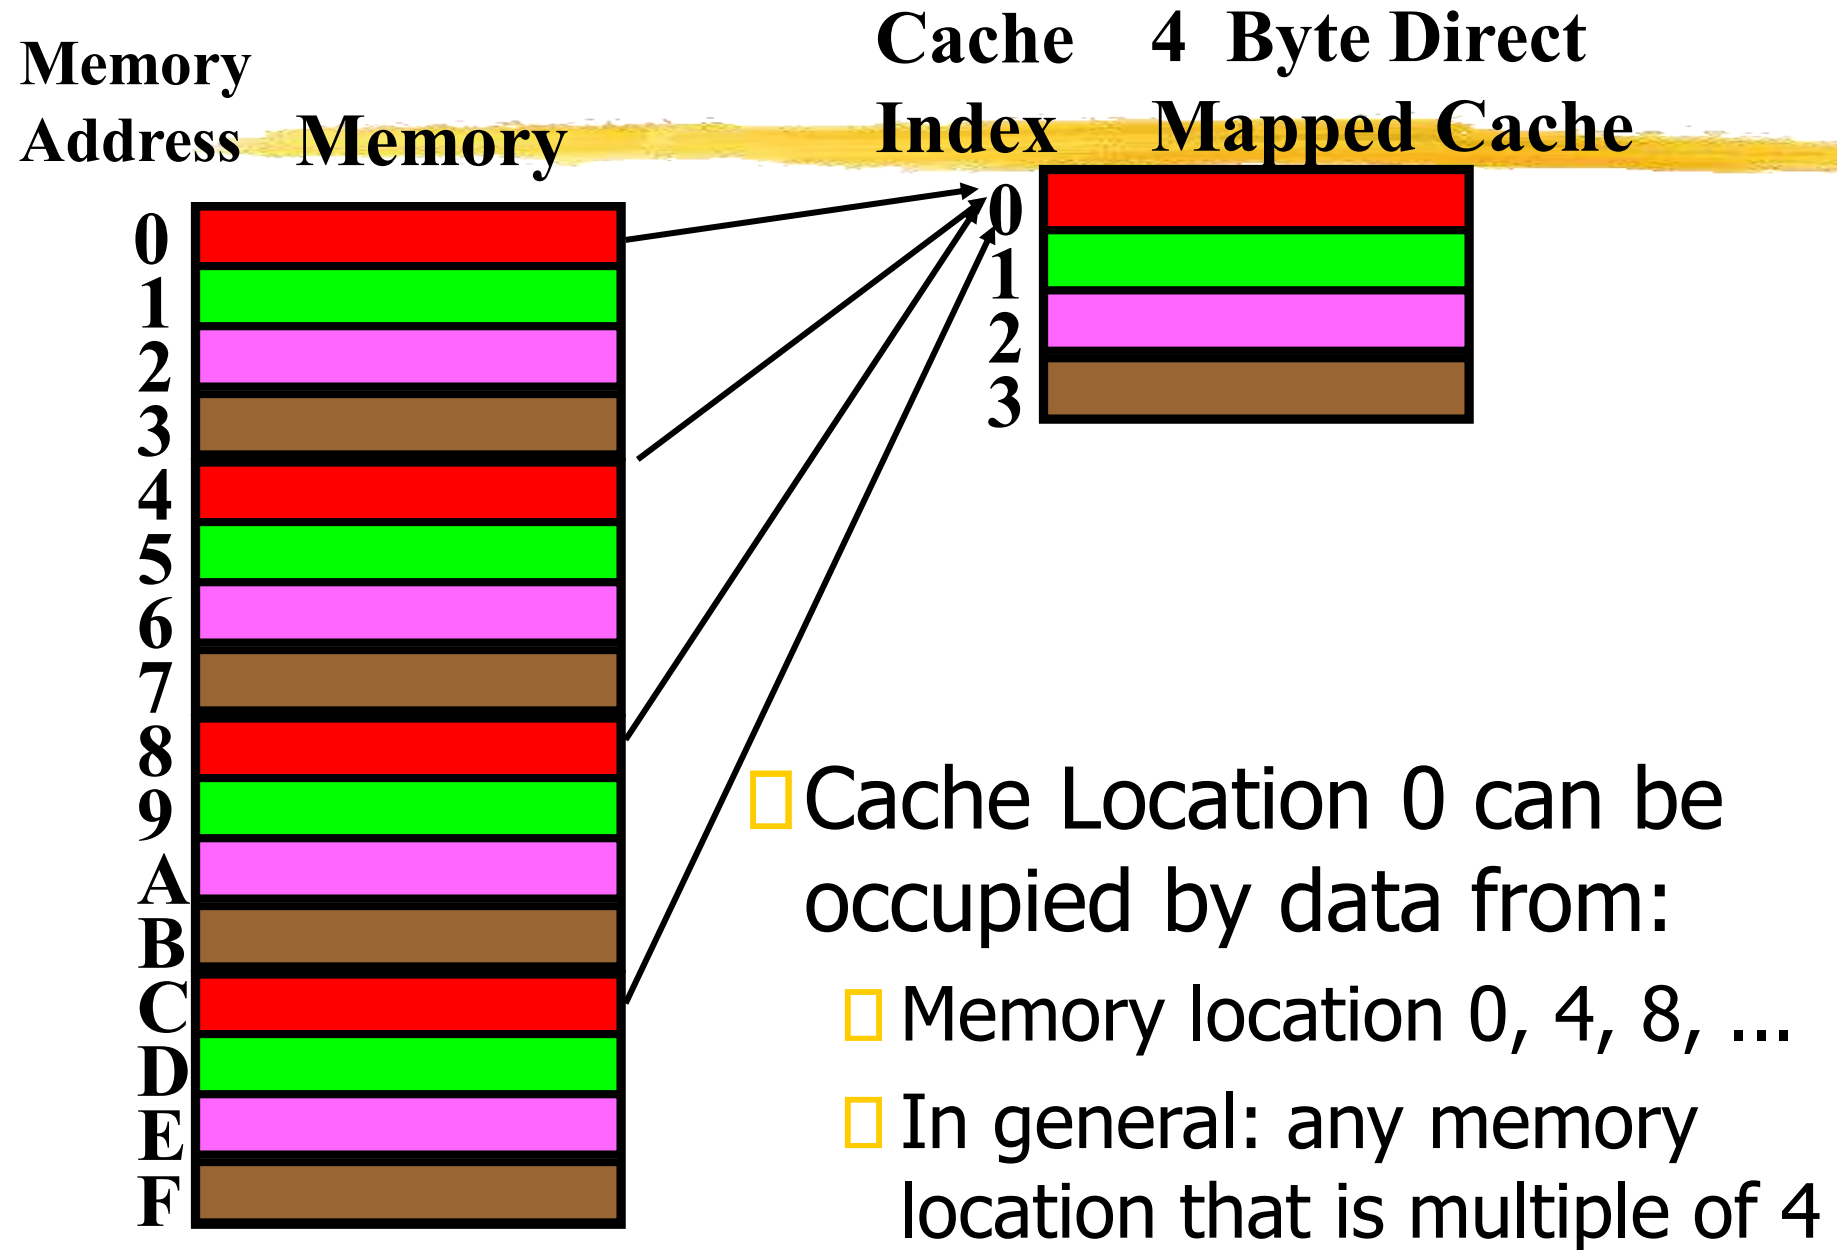 Memory
Address
Memory
Cache
Index
4 Byte Direct
Mapped Cache
0
1
2
3
4
5
6
7
8
9
A
B
C
D
E
F
0
1
2
3
Cache Location 0 can be
occupied by data from:
Memory location 0, 4, 8, ...
In general: any memory
location that is multiple of 4